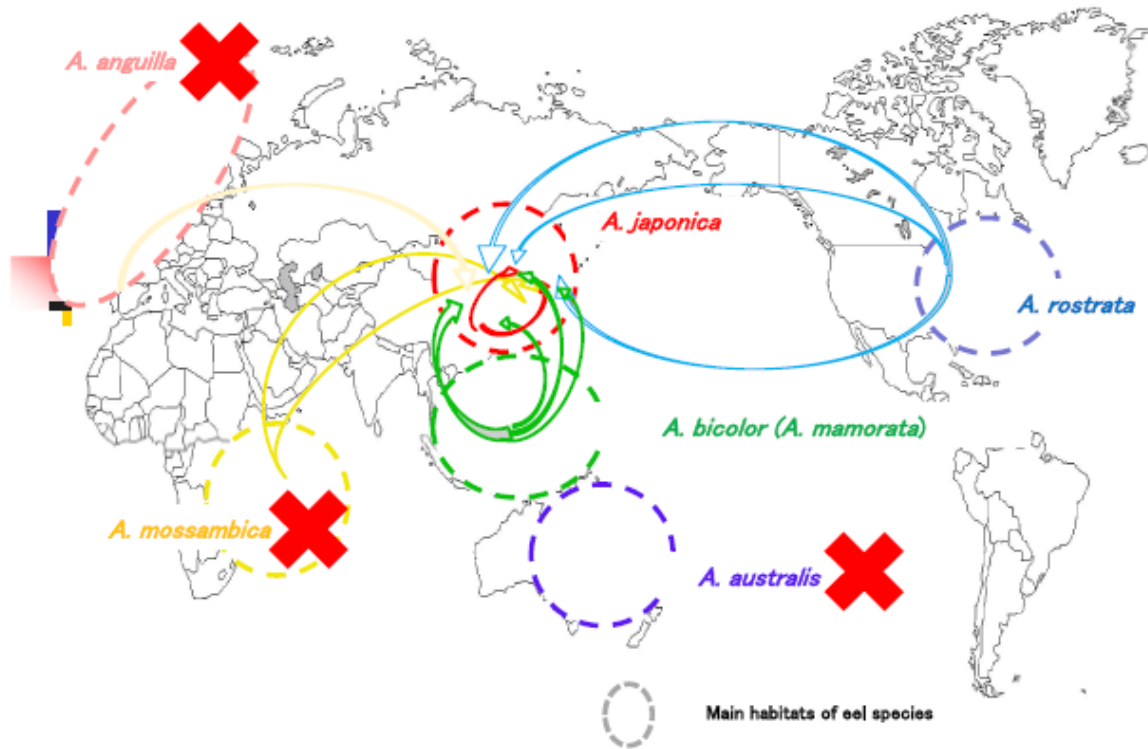 A. anguilla
A. japonica
A. rostrata
A. bicolor (A. mamorata)
A. mossambica
A. australis
Main habitats of eel species